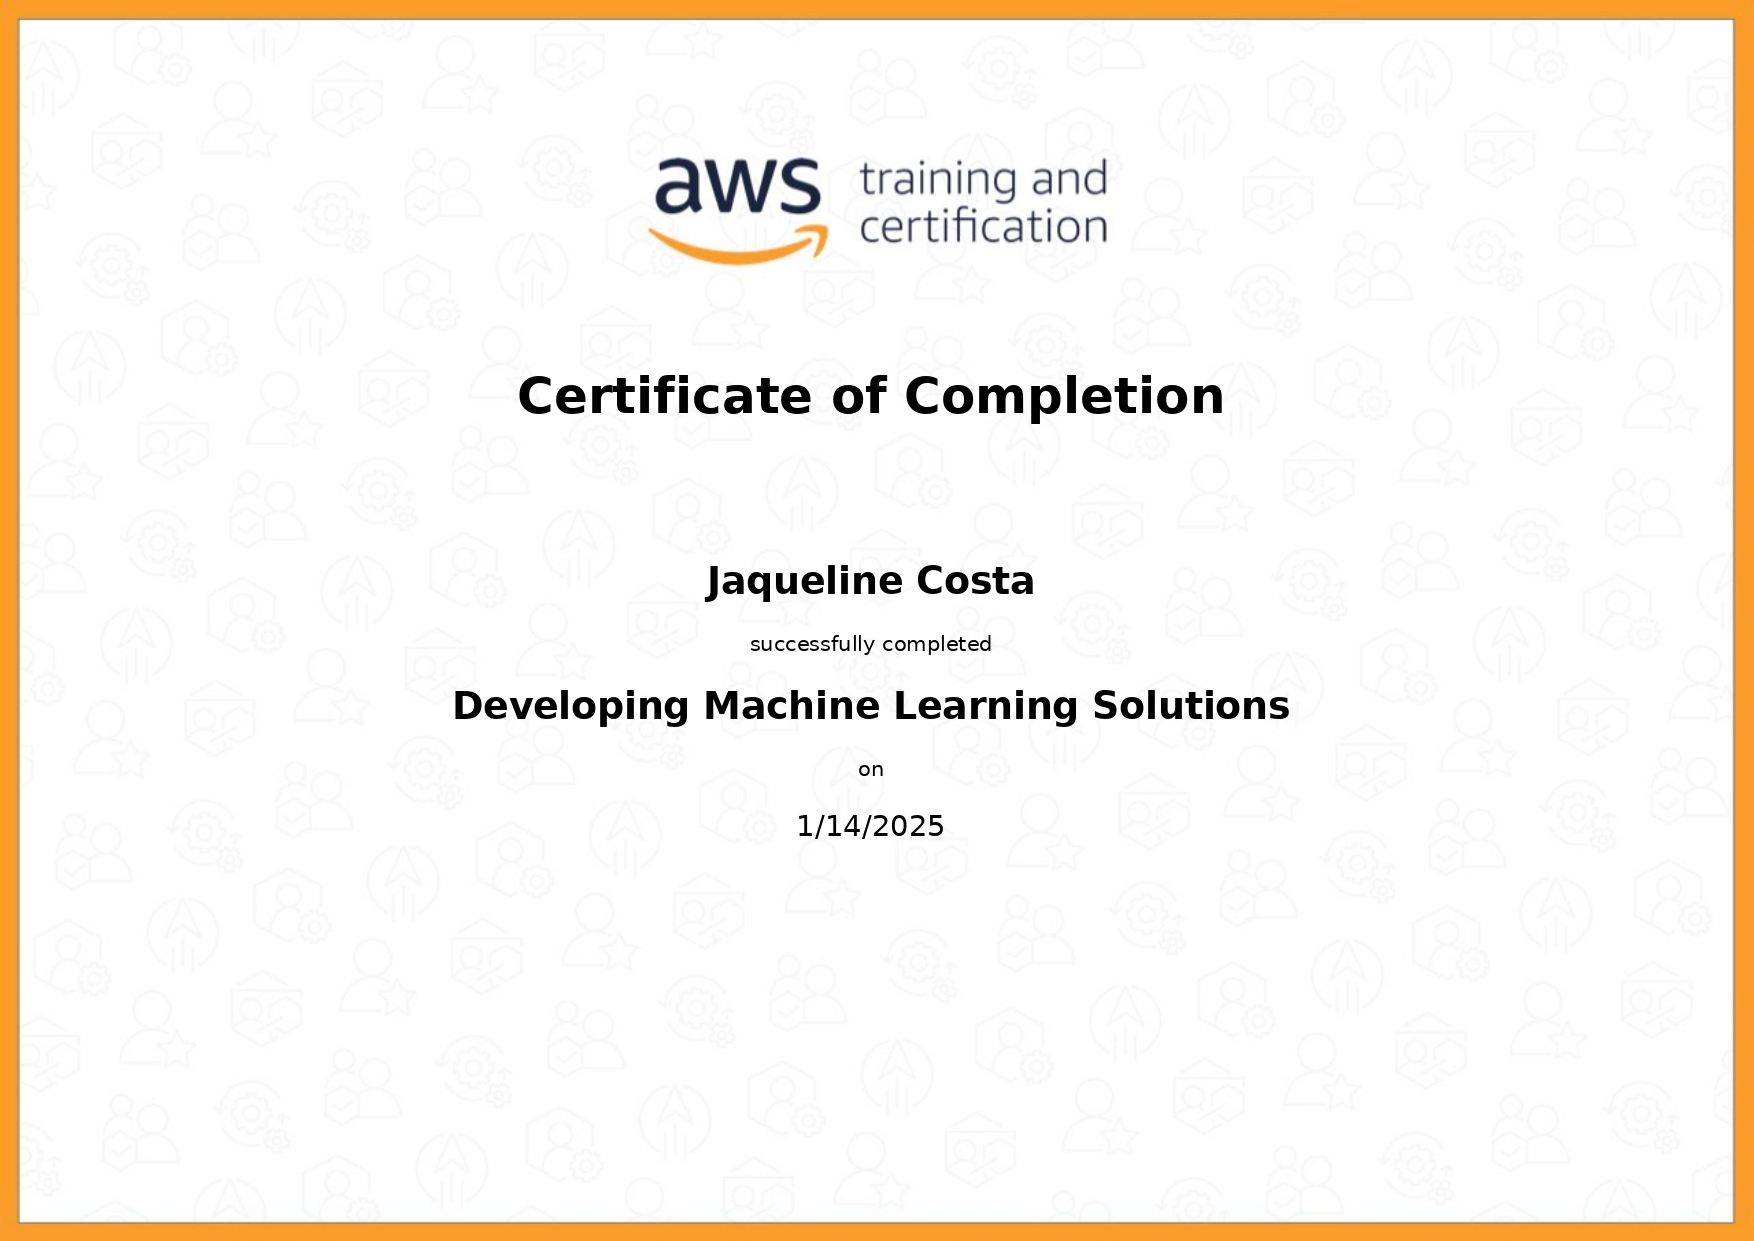 aws training and
certification
Certificate of Completion
Jaqueline Costa
successfully completed
Developing Machine Learning Solutions
on
1/14/2025